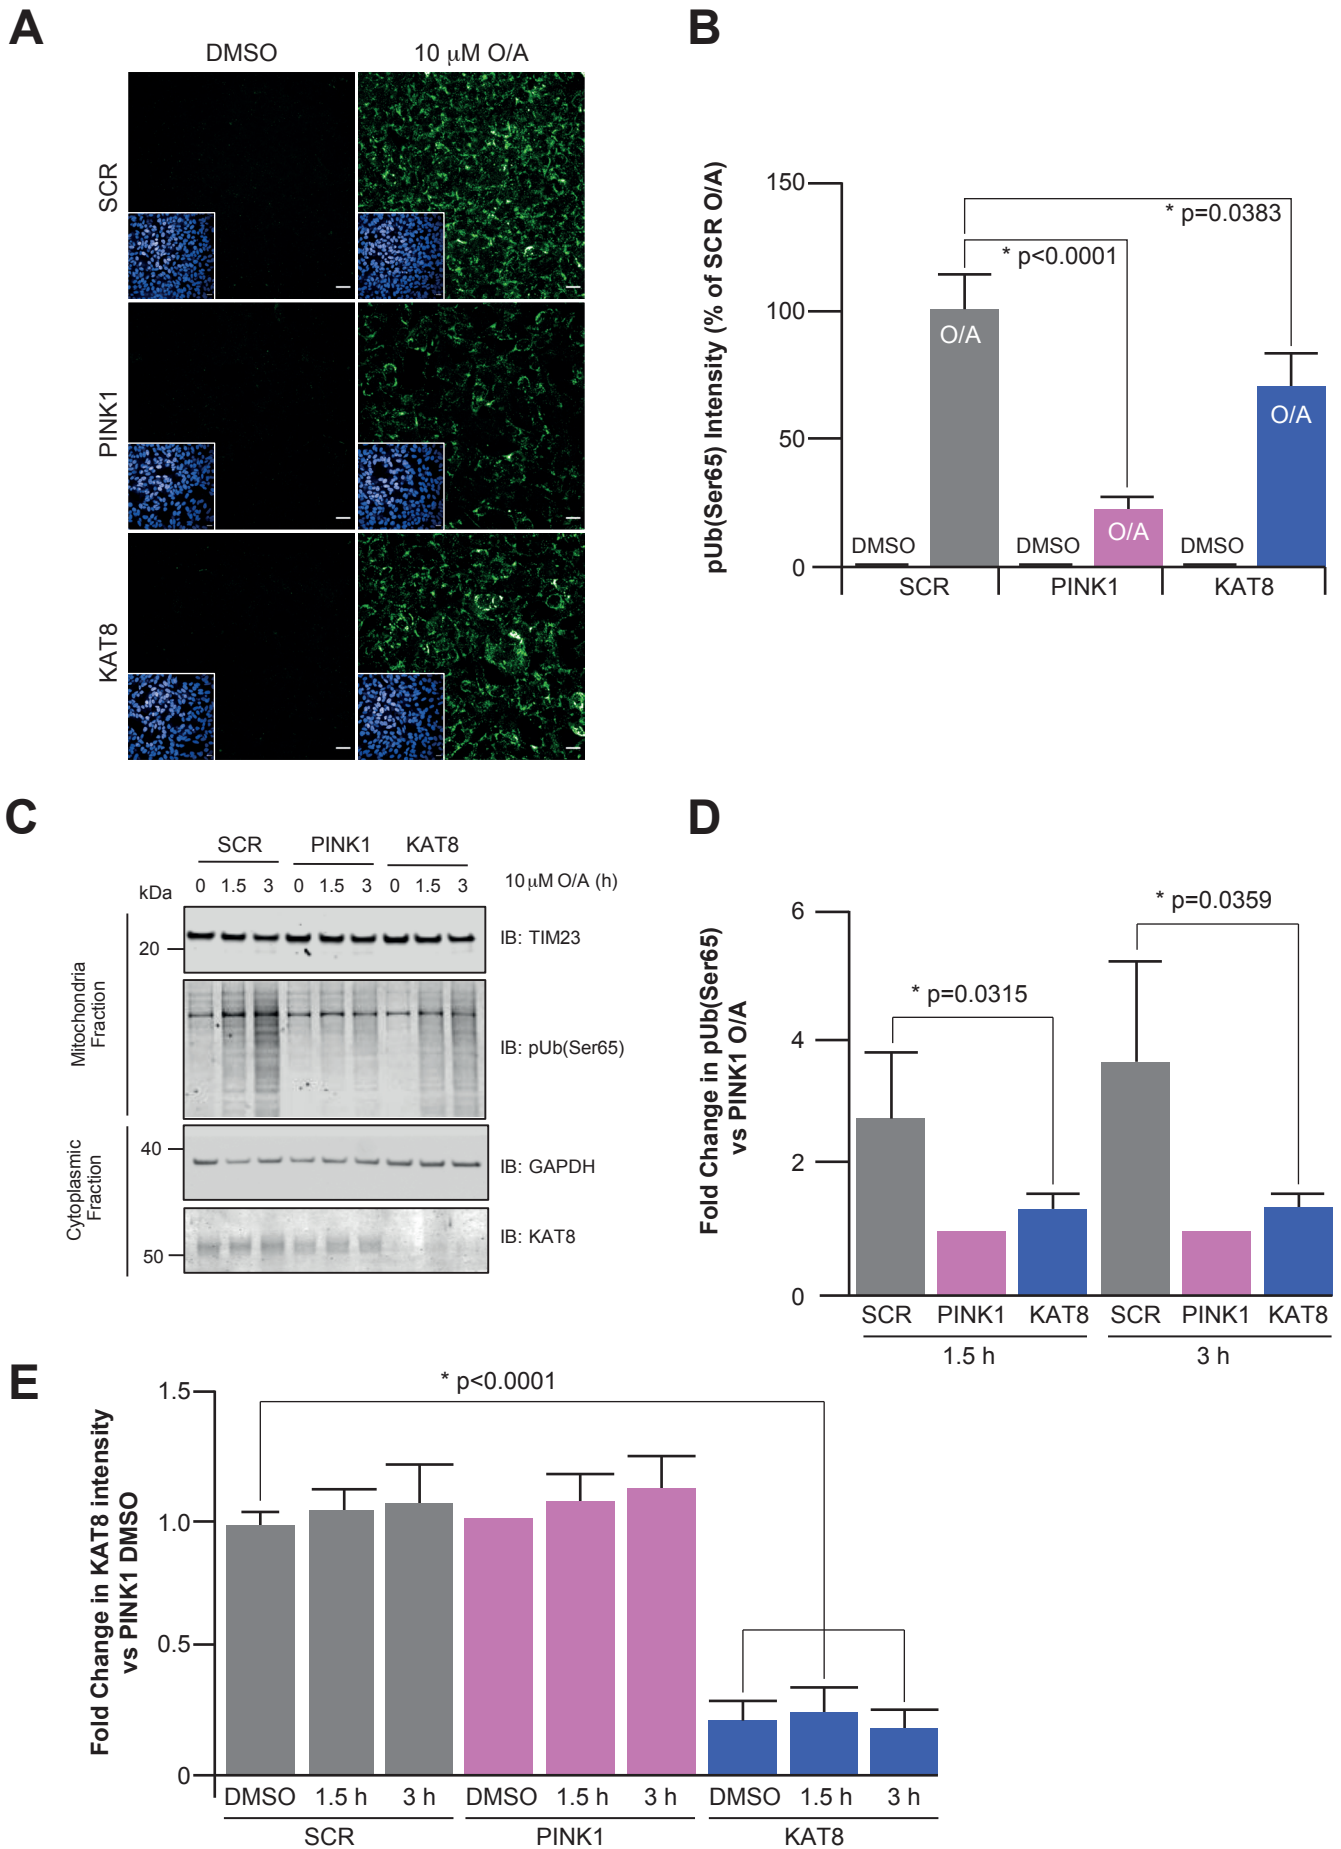 A
DMSO
10 µM O/A
SCR
PINK1
KAT8
B
pUb(Ser65) Intensity (% of SCR O/A)
150
100
50
0
* p=0.0383
* p<0.0001
O/A
O/A
O/A
DMSO
DMSO
DMSO
SCR
PINK1
KAT8
C
SCR
PINK1
KAT8
kDa
0 1.5 3 0 1.5 3 0 1.5 3
10 µM O/A (h)
Mitochondria
Fraction
20
IB: TIM23
IB: pUb(Ser65)
Cytoplasmic
Fraction
40
IB: GAPDH
50
IB: KAT8
D
Fold Change in pUb(Ser65)
vs PINK1 O/A
6
4
2
0
* p=0.0315
* p=0.0359
SCR PINK1 KAT8 SCR PINK1 KAT8
1.5 h
3 h
E
Fold Change in KAT8 intensity
vs PINK1 DMSO
1.5
1.0
0.5
0
* p<0.0001
DMSO 1.5 h 3 h DMSO 1.5 h 3 h DMSO 1.5 h 3 h
SCR
PINK1
KAT8